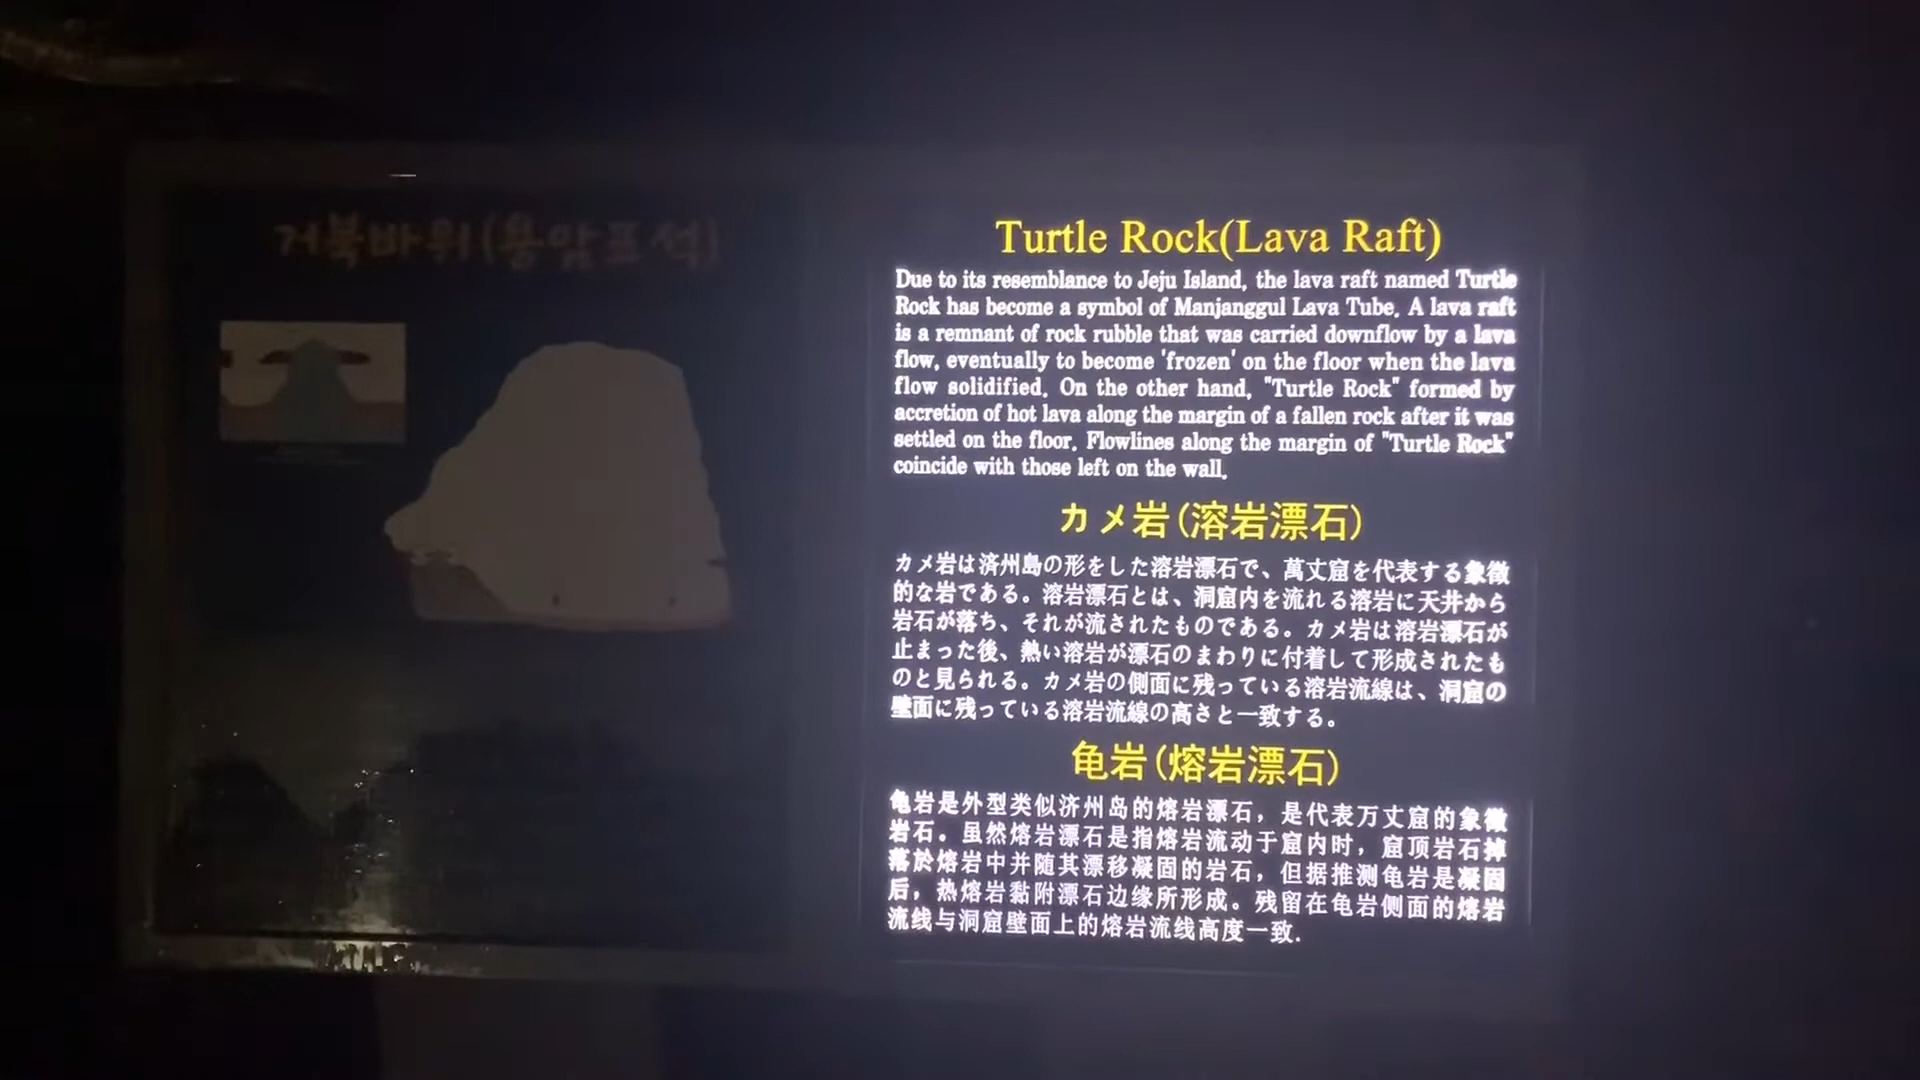 거북바위(용암표석)
Turtle Rock(Lava Raft)
Due to its resemblance to Jeju Island, the lava raft named Turtle
Rock has become a symbol of Manjanggul Lava Tube. A lava raft
is a remnant of rock rubble that was carried downflow by a lava
flow, eventually to become 'frozen' on the floor when the lava
flow solidified. On the other hand, "Turtle Rock" formed by
accretion of hot lava along the margin of a fallen rock after it was
settled on the floor. Flowlines along the margin of "Turtle Rock"
coincide with those left on the wall.
カメ岩(溶岩漂石)
カメ岩は済州島の形をした溶岩漂石で、萬丈窟を代表する象徴
的な岩である。溶岩漂石とは、洞窟内を流れる溶岩に天井から
岩石が落ち、それが流されたものである。カメ岩は溶岩漂石が
止まった後、熱い溶岩が漂石のまわりに付着して形成されたも
のと見られる。カメ岩の側面に残っている溶岩流線は、洞窟の
壁面に残っている溶岩流線の高さと一致する。
龟岩(熔岩漂石)
龟岩是外型类似济州岛的熔岩漂石，是代表万丈窟的象徵
岩石。虽然熔岩漂石是指熔岩流动于窟内时，窟顶岩石掉
落於熔岩中并随其漂移凝固的岩石，但据推测龟岩是凝固
后，热熔岩黏附漂石边缘所形成。残留在龟岩侧面的熔岩
流线与洞窟壁面上的熔岩流线高度一致.